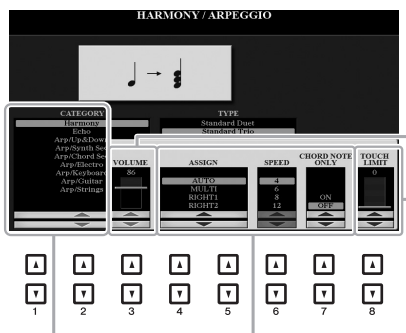 HARMONY / ARPEGGIO
CATEGORY
Harmony
Echo
Arp/Up&Down
Arp/Synth Se
Arp/Chord Se
Arp/Electro
Arp/Keyboard
Arp/Guitar
Arp/Strings
TYPE
Standard Duet
Standard Trio
VOLUME
86
ASSIGN
AUTO
MULTI
RIGHT1
RIGHT2
SPEED
4
6
8
12
CHORD NOTE
ONLY
ON
OFF
TOUCH
LIMIT
0
1 2 3 4 5 6 7 8